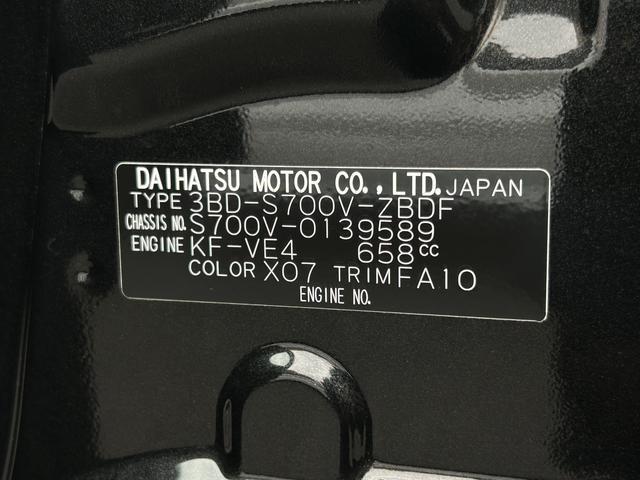 DAIHATSU MOTOR CO., LTD. JAPAN
TYPE 3BD-S700V-ZBDF
CHASSIS NO. S700V-0139589
ENGINE KF-VE4 658cc
COLOR X07 TRIM FA10
ENGINE NO.